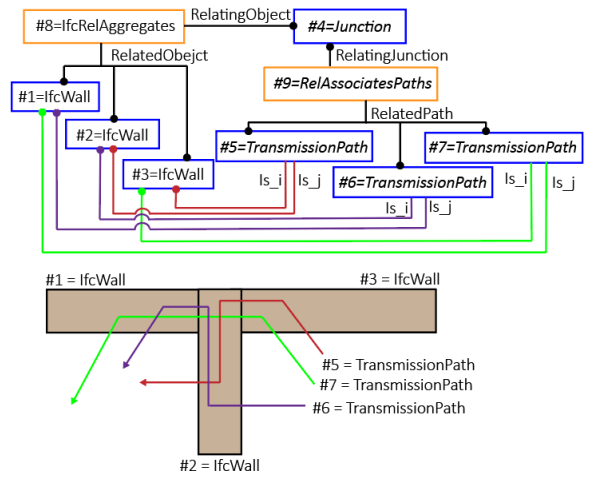 RelatingObject
#8=IfcRelAggregates
#4=Junction
RelatedObejct
RelatingJunction
#9=RelAssociatesPaths
#1=IfcWall
RelatedPath
#2=IfcWall
#5=TransmissionPath
#7=TransmissionPath
#3=IfcWall
Is_i
Is_j
#6=TransmissionPath
Is_i
Is_j
Is_i
Is_j
#1 = IfcWall
#3 = IfcWall
#5 = TransmissionPath
#7 = TransmissionPath
#6 = TransmissionPath
#2 = IfcWall